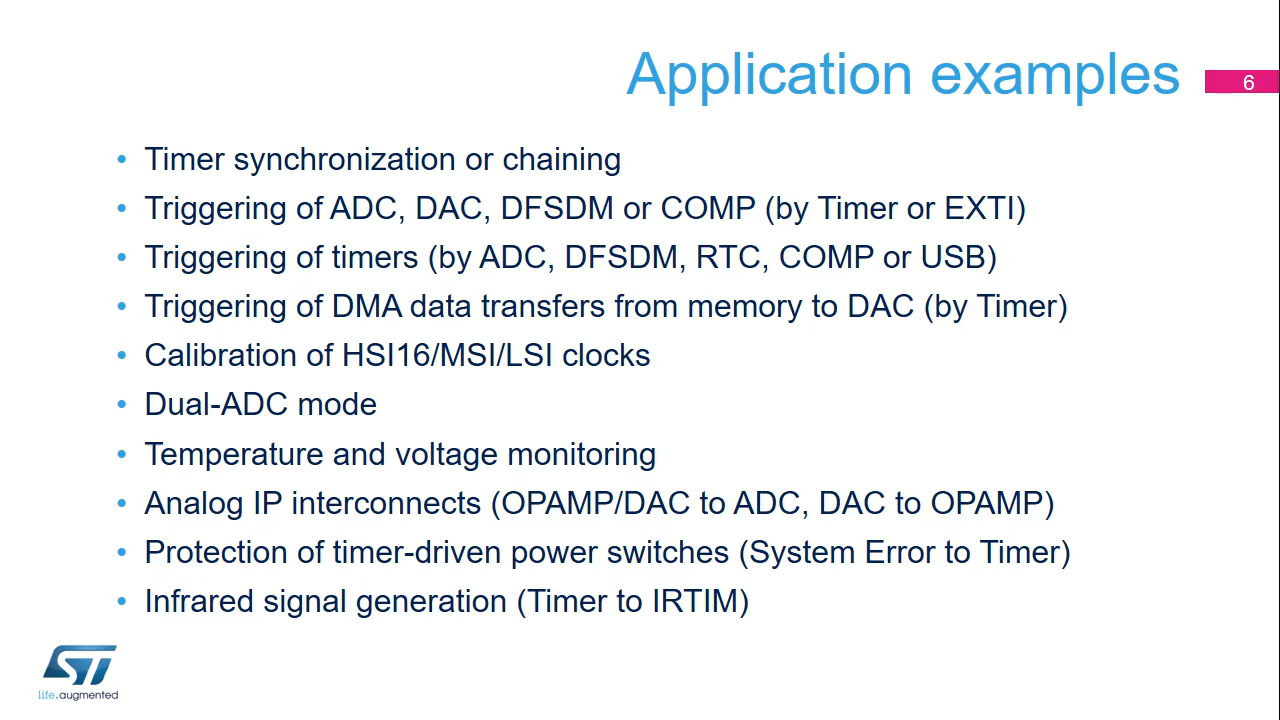 Application examples
6
• Timer synchronization or chaining
• Triggering of ADC, DAC, DFSDM or COMP (by Timer or EXTI)
• Triggering of timers (by ADC, DFSDM, RTC, COMP or USB)
• Triggering of DMA data transfers from memory to DAC (by Timer)
• Calibration of HSI16/MSI/LSI clocks
• Dual-ADC mode
• Temperature and voltage monitoring
• Analog IP interconnects (OPAMP/DAC to ADC, DAC to OPAMP)
• Protection of timer-driven power switches (System Error to Timer)
• Infrared signal generation (Timer to IRTIM)
ST
life.augmented